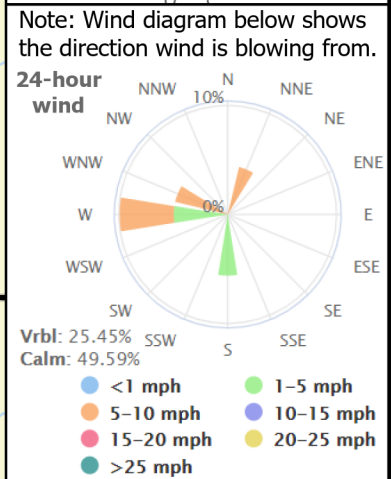 Note: Wind diagram below shows
the direction wind is blowing from.
24-hour
wind
N
NNW
NNE
10%
NW
NE
WNW
ENE
W
0%
E
WSW
ESE
SW
SE
Vrbl: 25.45%
SSW
SSE
S
Calm: 49.59%
<1 mph
1-5 mph
5-10 mph
10-15 mph
15-20 mph
20-25 mph
>25 mph